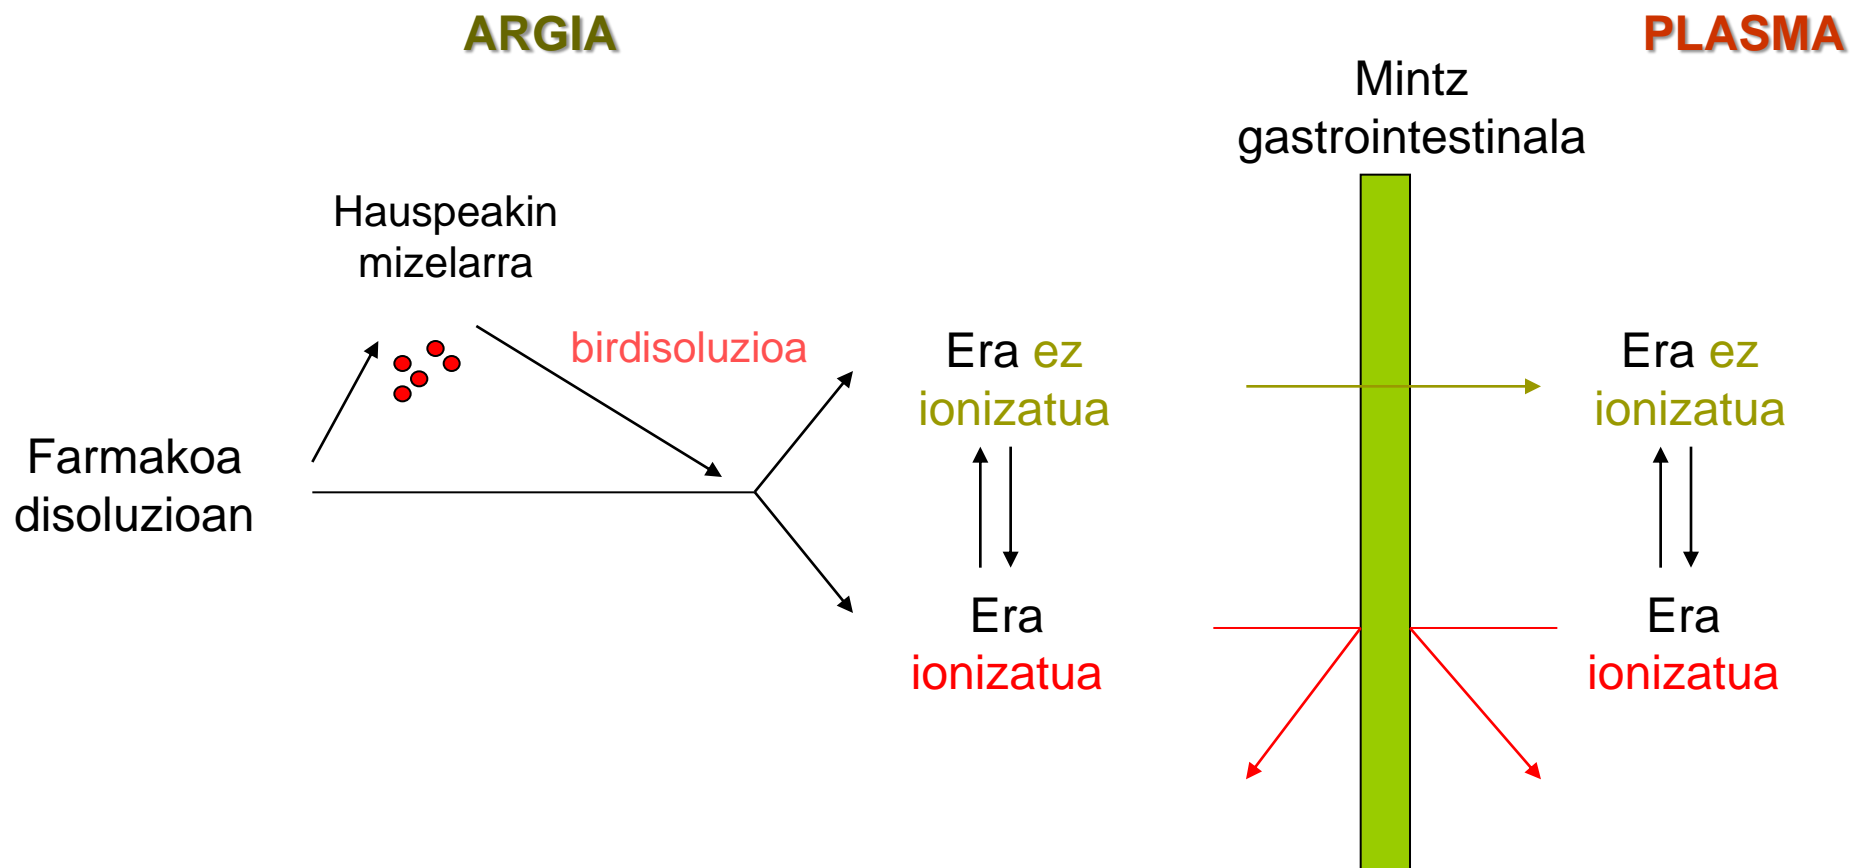 ARGIA
PLASMA
Mintz
gastrointestinala
Hauspeakin
mizelarra
birdisoluzioa
Farmakoa
disoluzioan
Era ez
ionizatua
Era
ionizatua
Era ez
ionizatua
Era
ionizatua